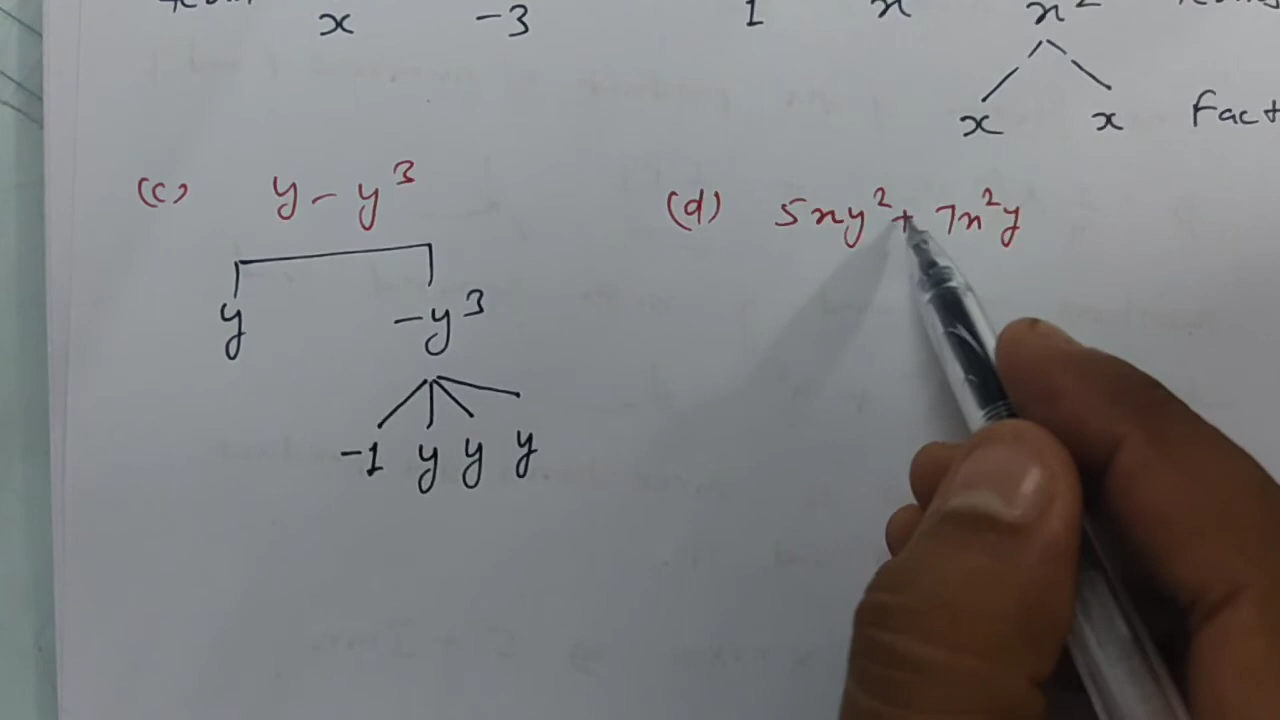 x -3 1 x x²
x x Fact
(c) y - y³ (d) 5xy² + 7x²y
y -y³
-1 y y y